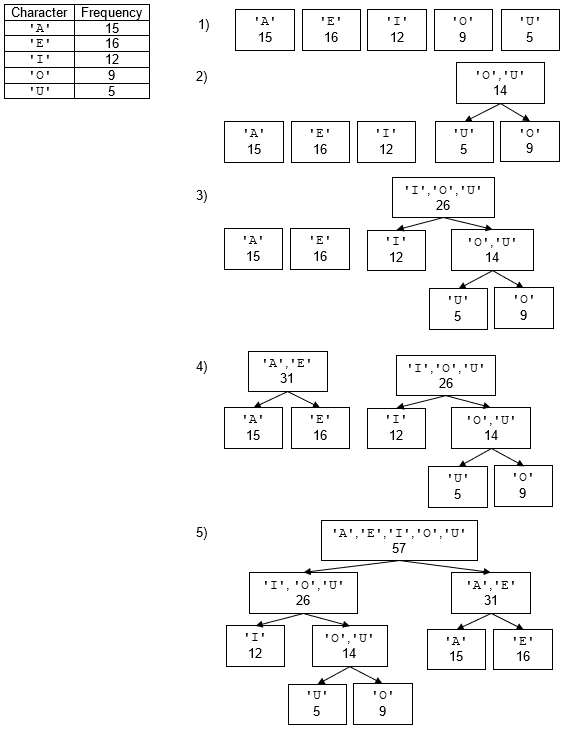 Character Frequency
'A' 15
'E' 16
'I' 12
'O' 9
'U' 5
1)
'A' 'E' 'I' 'O' 'U'
15 16 12 9 5
2)
'O','U'
14
'A' 'E' 'I' 'U' 'O'
15 16 12 5 9
3)
'I','O','U'
26
'A' 'E' 'I' 'O','U'
15 16 12 14
'U' 'O'
5 9
4)
'A','E' 'I','O','U'
31 26
'A' 'E' 'I' 'O','U'
15 16 12 14
'U' 'O'
5 9
5)
'A','E','I','O','U'
57
'I','O','U' 'A','E'
26 31
'I' 'O','U' 'A' 'E'
12 14 15 16
'U' 'O'
5 9